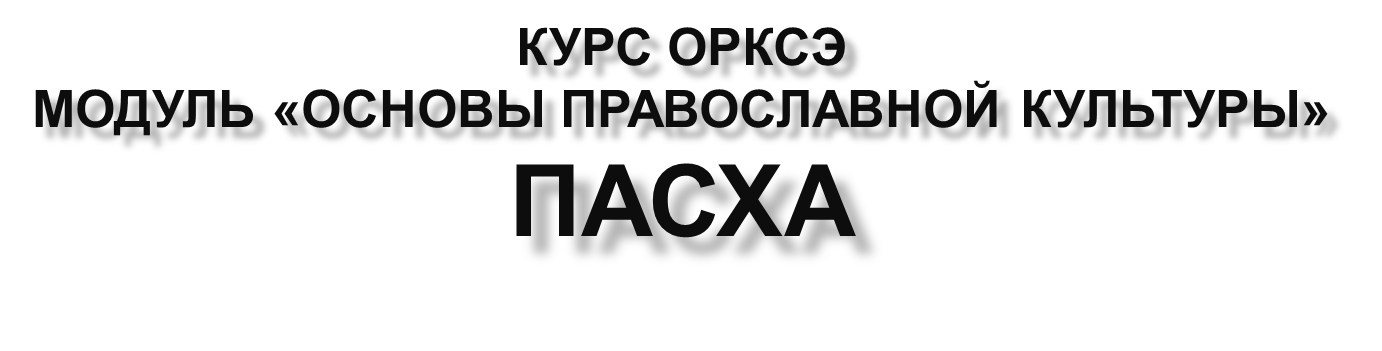 КУРС ОРКСЭ
МОДУЛЬ «ОСНОВЫ ПРАВОСЛАВНОЙ КУЛЬТУРЫ»
ПАСХА